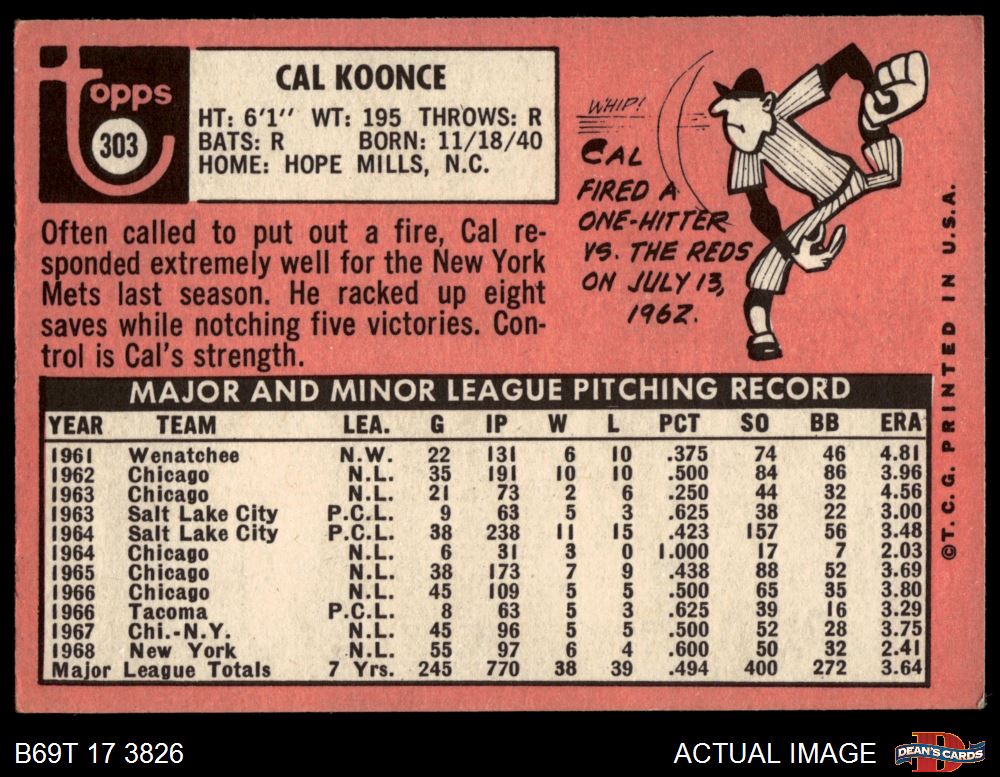 topps
303
CAL KOONCE
HT: 6'1'' WT: 195 THROWS: R
BATS: R BORN: 11/18/40
HOME: HOPE MILLS, N.C.
Often called to put out a fire, Cal re-
sponded extremely well for the New York
Mets last season. He racked up eight
saves while notching five victories. Con-
trol is Cal's strength.
WHIP!
CAL
FIRED A
ONE-HITTER
VS. THE REDS
ON JULY 13,
1962.
MAJOR AND MINOR LEAGUE PITCHING RECORD
YEAR TEAM LEA. G IP W L PCT SO BB ERA
1961 Wenatchee N.W. 22 131 6 10 .375 74 46 4.81
1962 Chicago N.L. 35 191 10 10 .500 84 86 3.96
1963 Chicago N.L. 21 73 2 6 .250 44 32 4.56
1963 Salt Lake City P.C.L. 9 63 5 3 .625 38 22 3.00
1964 Salt Lake City P.C.L. 38 238 11 15 .423 157 56 3.48
1964 Chicago N.L. 6 31 3 0 1.000 17 7 2.03
1965 Chicago N.L. 38 173 7 9 .438 88 52 3.69
1966 Chicago N.L. 45 109 5 5 .500 65 35 3.80
1966 Tacoma P.C.L. 8 63 5 3 .625 39 16 3.29
1967 Chi.-N.Y. N.L. 45 96 5 5 .500 52 28 3.75
1968 New York N.L. 55 97 6 4 .600 50 32 2.41
Major League Totals 7 Yrs. 245 770 38 39 .494 400 272 3.64
©T.C.G. PRINTED IN U.S.A.
B69T 17 3826
ACTUAL IMAGE
DEAN'S CARDS